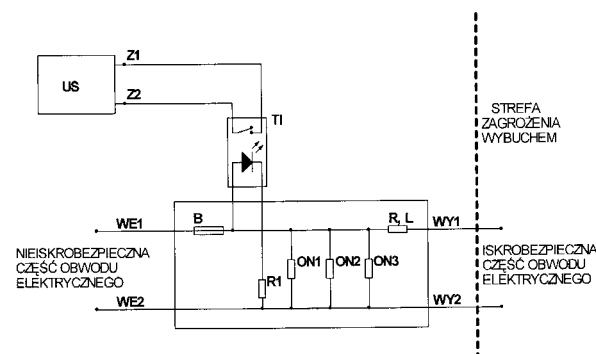 Z1
US
Z2
TI
STREFA
ZAGROŻENIA
WYBUCHEM
WE1
B
R, L
WY1
NIEISKROBEZPIECZNA
CZĘŚĆ OBWODU
ELEKTRYCZNEGO
ISKROBEZPIECZNA
CZĘŚĆ OBWODU
ELEKTRYCZNEGO
R1
ON1
ON2
ON3
WE2
WY2